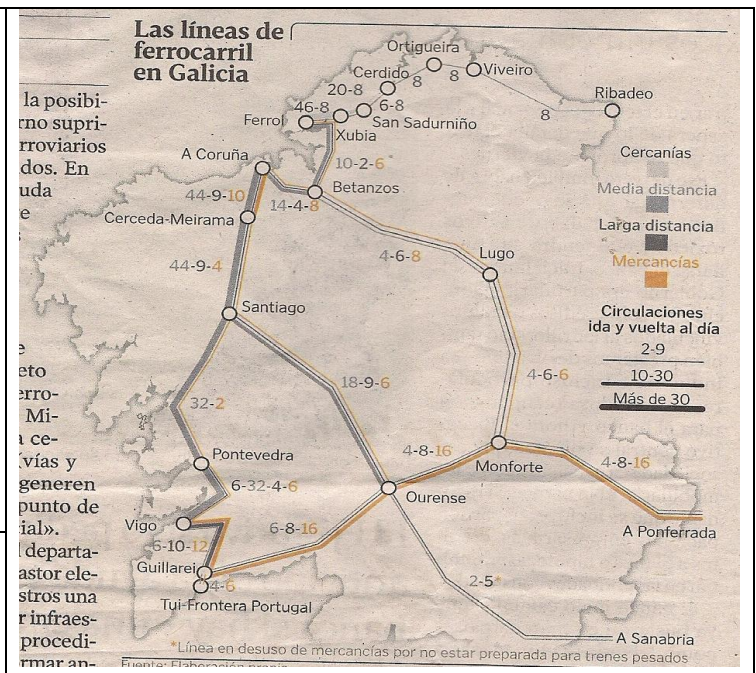 Las líneas de
ferrocarril
en Galicia
Ortigueira
Cerdido
8
8
Viveiro
20-8
6-8
Ribadeo
46-8
Ferrol
San Sadurniño
8
Xubia
A Coruña
10-2-6*
Cercanías
Betanzos
Media distancia
44-9-10
14-4-8
Cerceda-Meirama
Larga distancia
4-6-8
Lugo
Mercancías
44-9-4
Santiago
Circulaciones
ida y vuelta al día
2-9
18-9-6
4-6-6
10-30
32-2
Más de 30
Pontevedra
4-8-16
Monforte
4-8-16
6-32-4-6
Ourense
Vigo
6-8-16
A Ponferrada
6-10-12
Guillarei
4-6
2-5*
Tui-Frontera Portugal
A Sanabria
*Línea en desuso de mercancías por no estar preparada para trenes pesados
Fuente: Elaboración propia
la posibi-
rno supri-
rroviarios
dos. En
uda
e
e
eto
erro-
Mi-
a ce-
vías y
generen
punto de
cial».
l departa-
astor ele-
stros una
r infraes-
procedi-
rmar an-